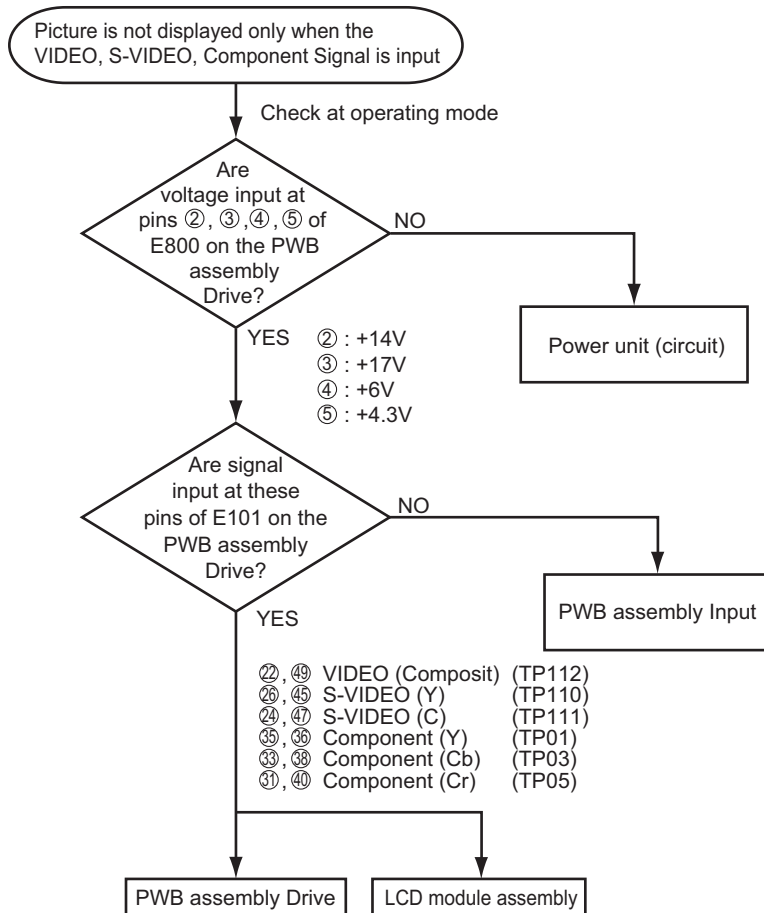 Picture is not displayed only when the
VIDEO, S-VIDEO, Component Signal is input
Check at operating mode
Are
voltage input at
pins ②, ③,④, ⑤ of
E800 on the PWB
assembly
Drive?
NO
Power unit (circuit)
YES
② : +14V
③ : +17V
④ : +6V
⑤ : +4.3V
Are signal
input at these
pins of E101 on the
PWB assembly
Drive?
NO
PWB assembly Input
YES
㉒, ㊾ VIDEO (Composit) (TP112)
㉖, ㊺ S-VIDEO (Y) (TP110)
㉔, ㊼ S-VIDEO (C) (TP111)
㉟, ㊱ Component (Y) (TP01)
㉝, ㊳ Component (Cb) (TP03)
㉛, ㊵ Component (Cr) (TP05)
PWB assembly Drive
LCD module assembly